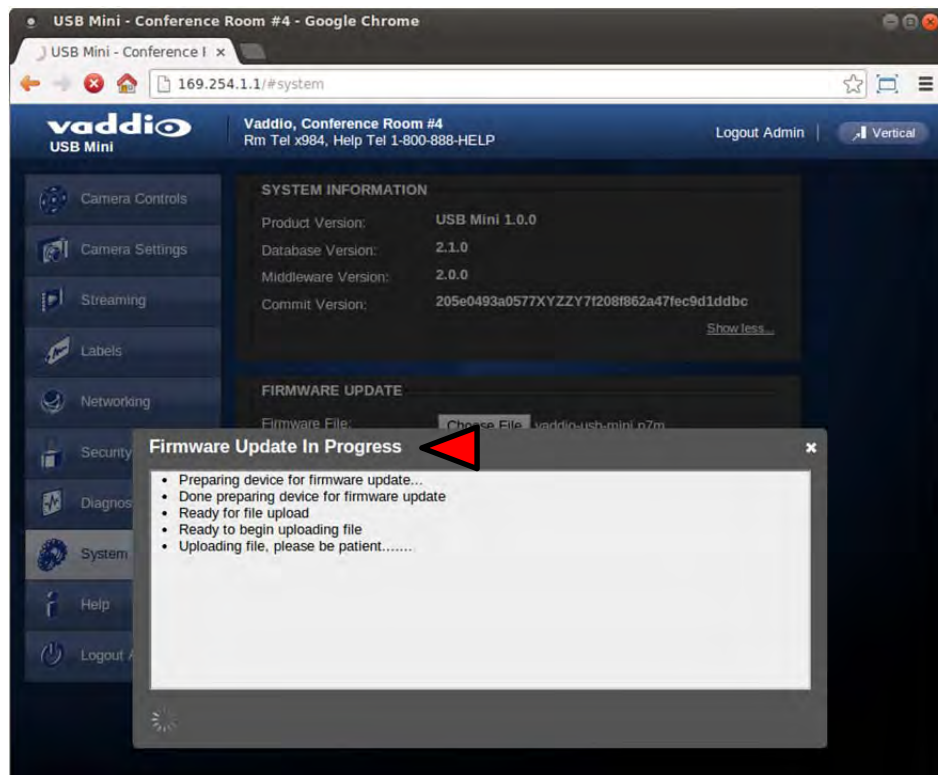 USB Mini - Conference Room #4 - Google Chrome
USB Mini - Conference I
169.254.1.1/#system
vaddio
USB Mini
Vaddio, Conference Room #4
Rm Tel x984, Help Tel 1-800-888-HELP
Logout Admin
Vertical
Camera Controls
Camera Settings
Streaming
Labels
Networking
Security
Diagnos
System
Help
Logout A
SYSTEM INFORMATION
Product Version: USB Mini 1.0.0
Database Version: 2.1.0
Middleware Version: 2.0.0
Commit Version: 205e0493a0577XYZZY7f208f862a47fec9d1ddbc
Show less...
FIRMWARE UPDATE
Firmware File: Choose File vaddio-usb-mini.p7m
Firmware Update In Progress
• Preparing device for firmware update...
• Done preparing device for firmware update
• Ready for file upload
• Ready to begin uploading file
• Uploading file, please be patient.......